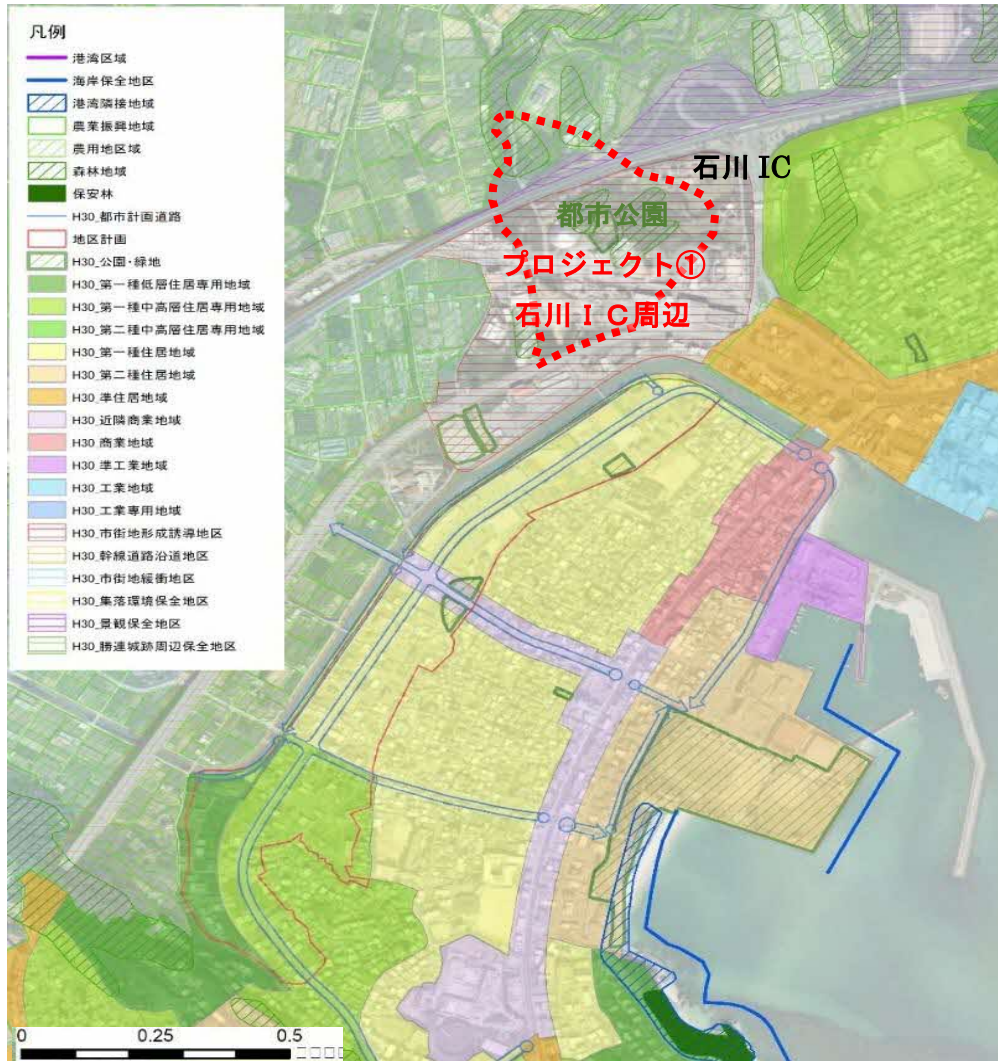 凡例
港湾区域
海岸保全地区
港湾隣接地域
農業振興地域
農用地区域
森林地域
保安林
H30_都市計画道路
地区計画
H30_公園・緑地
H30_第一種低層住居専用地域
H30_第一種中高層住居専用地域
H30_第二種中高層住居専用地域
H30_第一種住居地域
H30_第二種住居地域
H30_準住居地域
H30_近隣商業地域
H30_商業地域
H30_準工業地域
H30_工業地域
H30_工業専用地域
H30_市街地形成誘導地区
H30_幹線道路沿道地区
H30_市街地緩衝地区
H30_集落環境保全地区
H30_景観保全地区
H30_勝連城跡周辺保全地区
石川 IC
都市公園
プロジェクト①
石川ＩＣ周辺
0 0.25 0.5